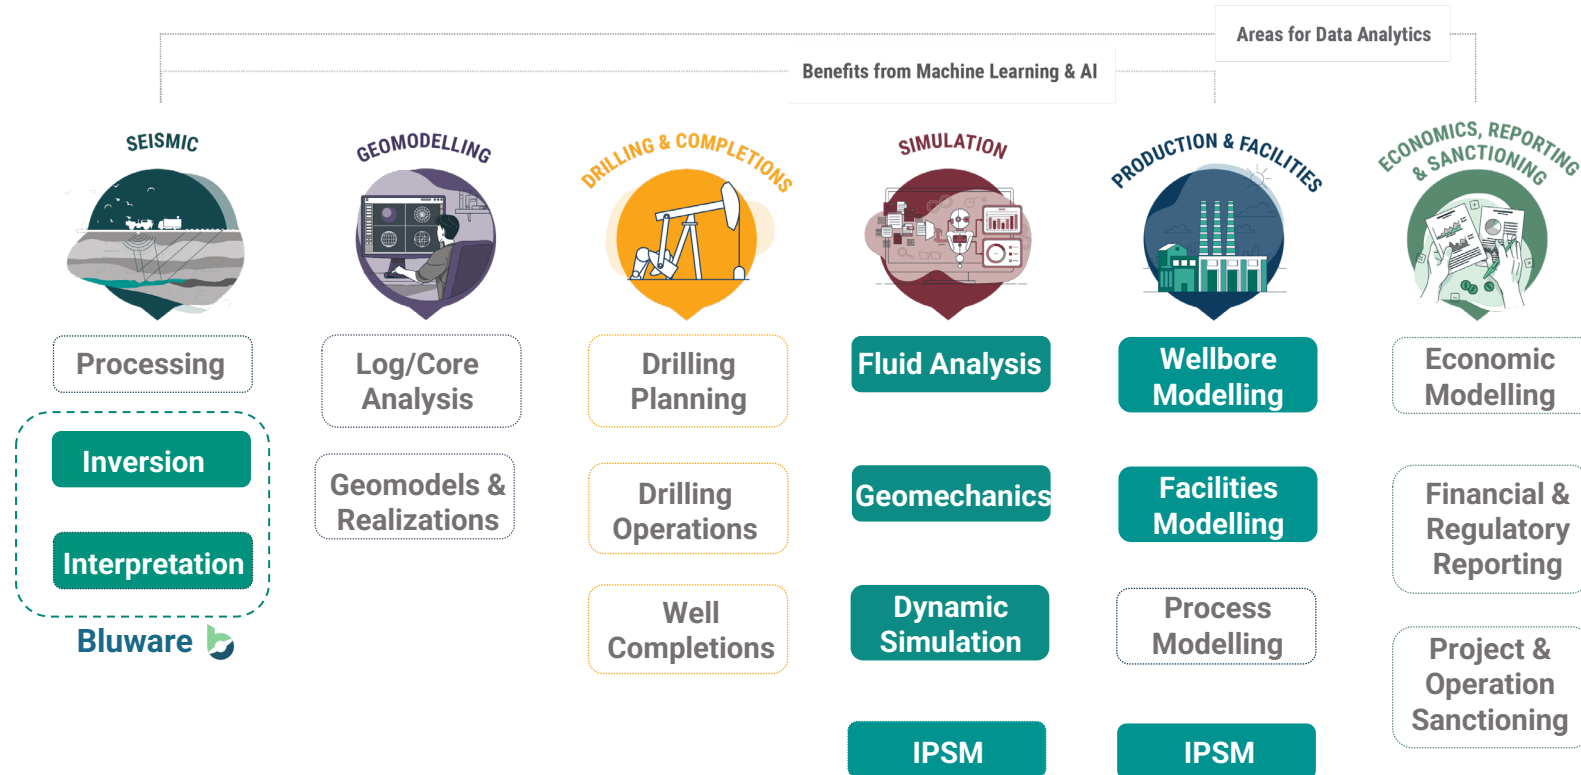 Areas for Data Analytics
Benefits from Machine Learning & AI
SEISMIC
GEOMODELLING
DRILLING & COMPLETIONS
SIMULATION
PRODUCTION & FACILITIES
ECONOMICS, REPORTING
& SANCTIONING
Processing
Inversion
Interpretation
Bluware
Log/Core
Analysis
Geomodels &
Realizations
Drilling
Planning
Drilling
Operations
Well
Completions
Fluid Analysis
Geomechanics
Dynamic
Simulation
IPSM
Wellbore
Modelling
Facilities
Modelling
Process
Modelling
IPSM
Economic
Modelling
Financial &
Regulatory
Reporting
Project &
Operation
Sanctioning